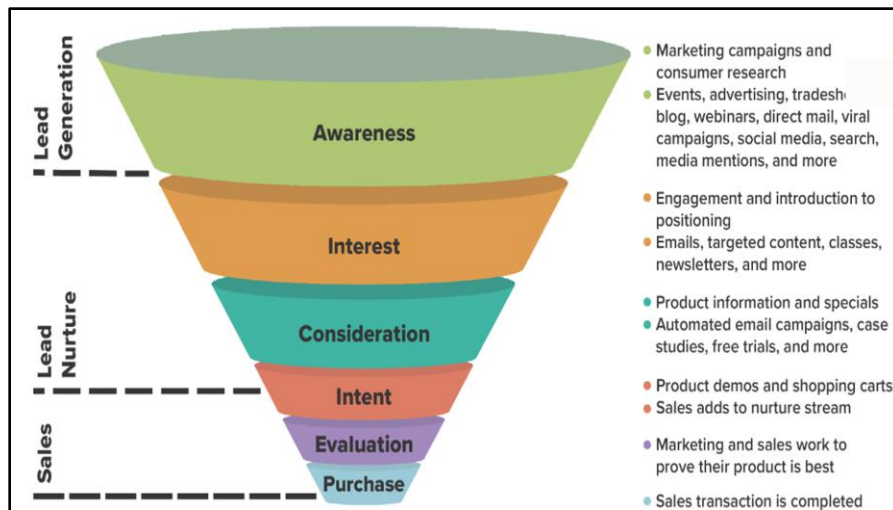 Lead
Generation
Awareness
Marketing campaigns and
consumer research
Events, advertising,
blog, webinars, direct mail, viral
campaigns, social media, search,
media mentions, and more
Interest
Engagement and introduction to
positioning
Emails, targeted content, classes,
newsletters, and more
Lead
Nurture
Consideration
Product information and specials
Automated email campaigns, case
studies, free trials, and more
Intent
Product demos and shopping carts
Sales adds to nurture stream
Sales
Evaluation
Marketing and sales work to
prove their product is best
Purchase
Sales transaction is completed